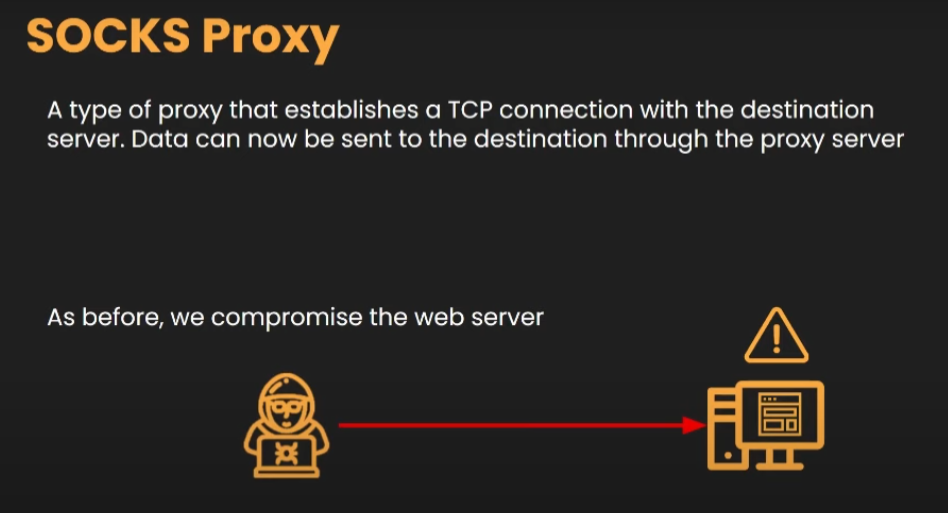 SOCKS Proxy
A type of proxy that establishes a TCP connection with the destination
server. Data can now be sent to the destination through the proxy server
As before, we compromise the web server